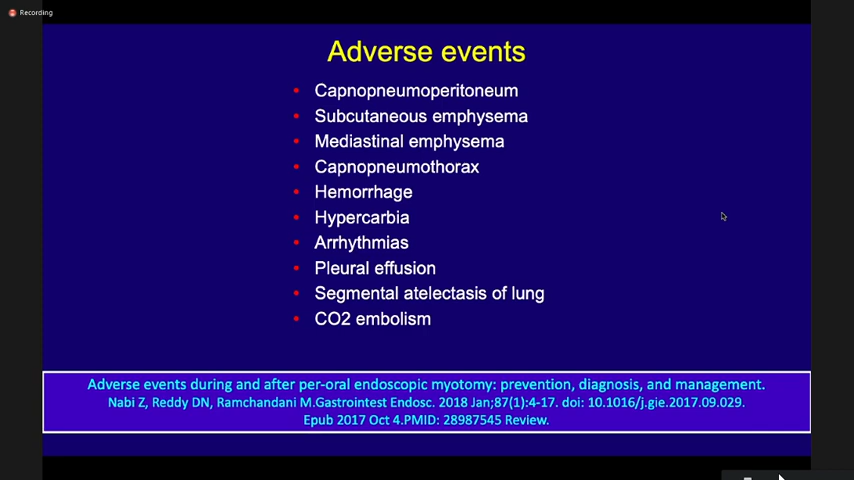 Recording
Adverse events
• Capnopneumoperitoneum
• Subcutaneous emphysema
• Mediastinal emphysema
• Capnopneumothorax
• Hemorrhage
• Hypercarbia
• Arrhythmias
• Pleural effusion
• Segmental atelectasis of lung
• CO2 embolism
Adverse events during and after per-oral endoscopic myotomy: prevention, diagnosis, and management.
Nabi Z, Reddy DN, Ramchandani M.Gastrointest Endosc. 2018 Jan;87(1):4-17. doi: 10.1016/j.gie.2017.09.029.
Epub 2017 Oct 4.PMID: 28987545 Review.